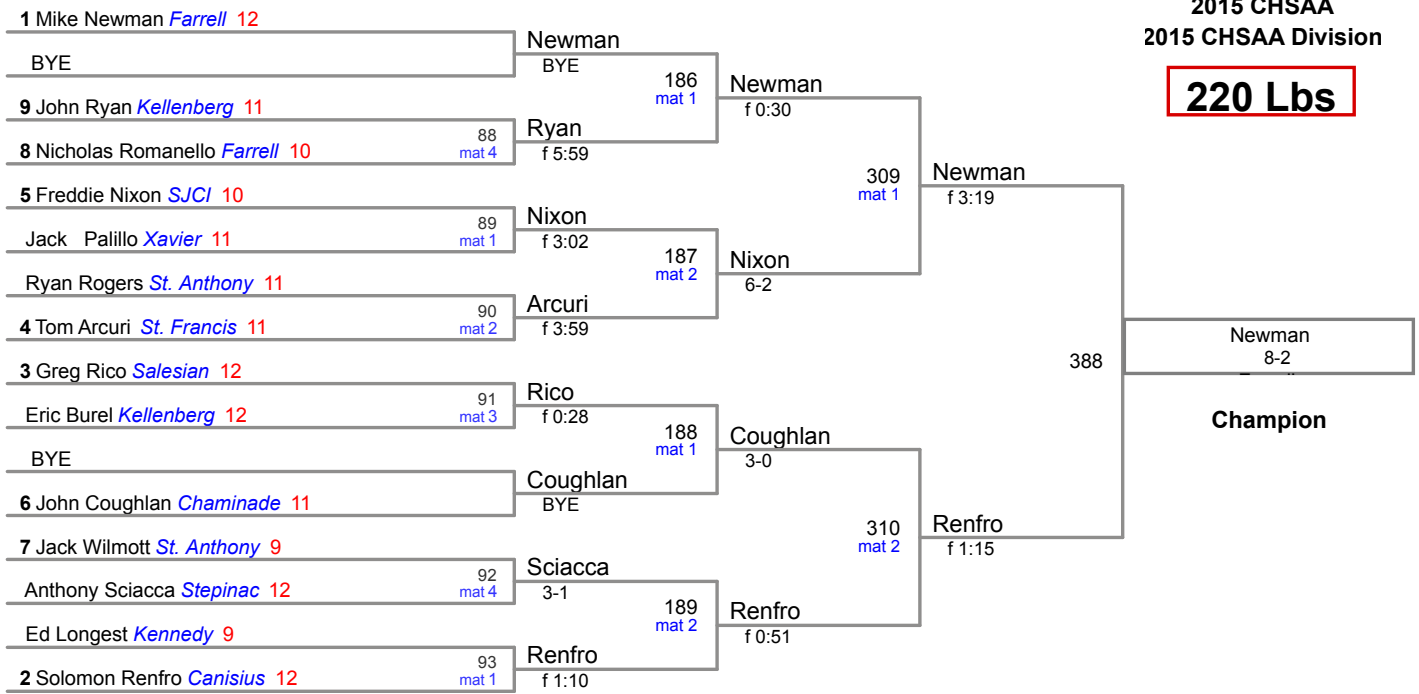 2015 CHSAA
2015 CHSAA Division
220 Lbs
1 Mike Newman Farrell 12
BYE
9 John Ryan Kellenberg 11
8 Nicholas Romanello Farrell 10
5 Freddie Nixon SJCI 10
Jack Palillo Xavier 11
Ryan Rogers St. Anthony 11
4 Tom Arcuri St. Francis 11
3 Greg Rico Salesian 12
Eric Burel Kellenberg 12
BYE
6 John Coughlan Chaminade 11
7 Jack Wilmott St. Anthony 9
Anthony Sciacca Stepinac 12
Ed Longest Kennedy 9
2 Solomon Renfro Canisius 12
88
mat 4
89
mat 1
90
mat 2
91
mat 3
92
mat 4
93
mat 1
Newman
BYE
Ryan
f 5:59
Nixon
f 3:02
Arcuri
f 3:59
Rico
f 0:28
Coughlan
BYE
Sciacca
3-1
Renfro
f 1:10
186
mat 1
187
mat 2
188
mat 1
189
mat 2
Newman
f 0:30
Nixon
6-2
Coughlan
3-0
Renfro
f 0:51
309
mat 1
310
mat 2
Newman
f 3:19
Renfro
f 1:15
388
Newman
8-2
Champion